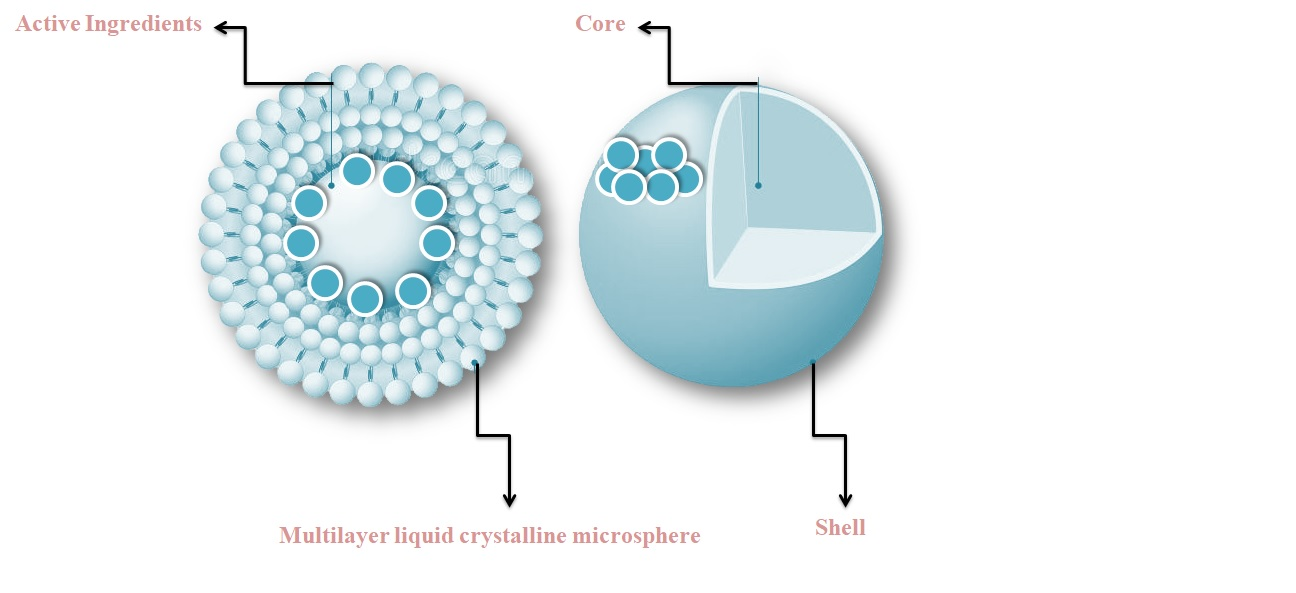 Active Ingredients
Core
Multilayer liquid crystalline microsphere
Shell